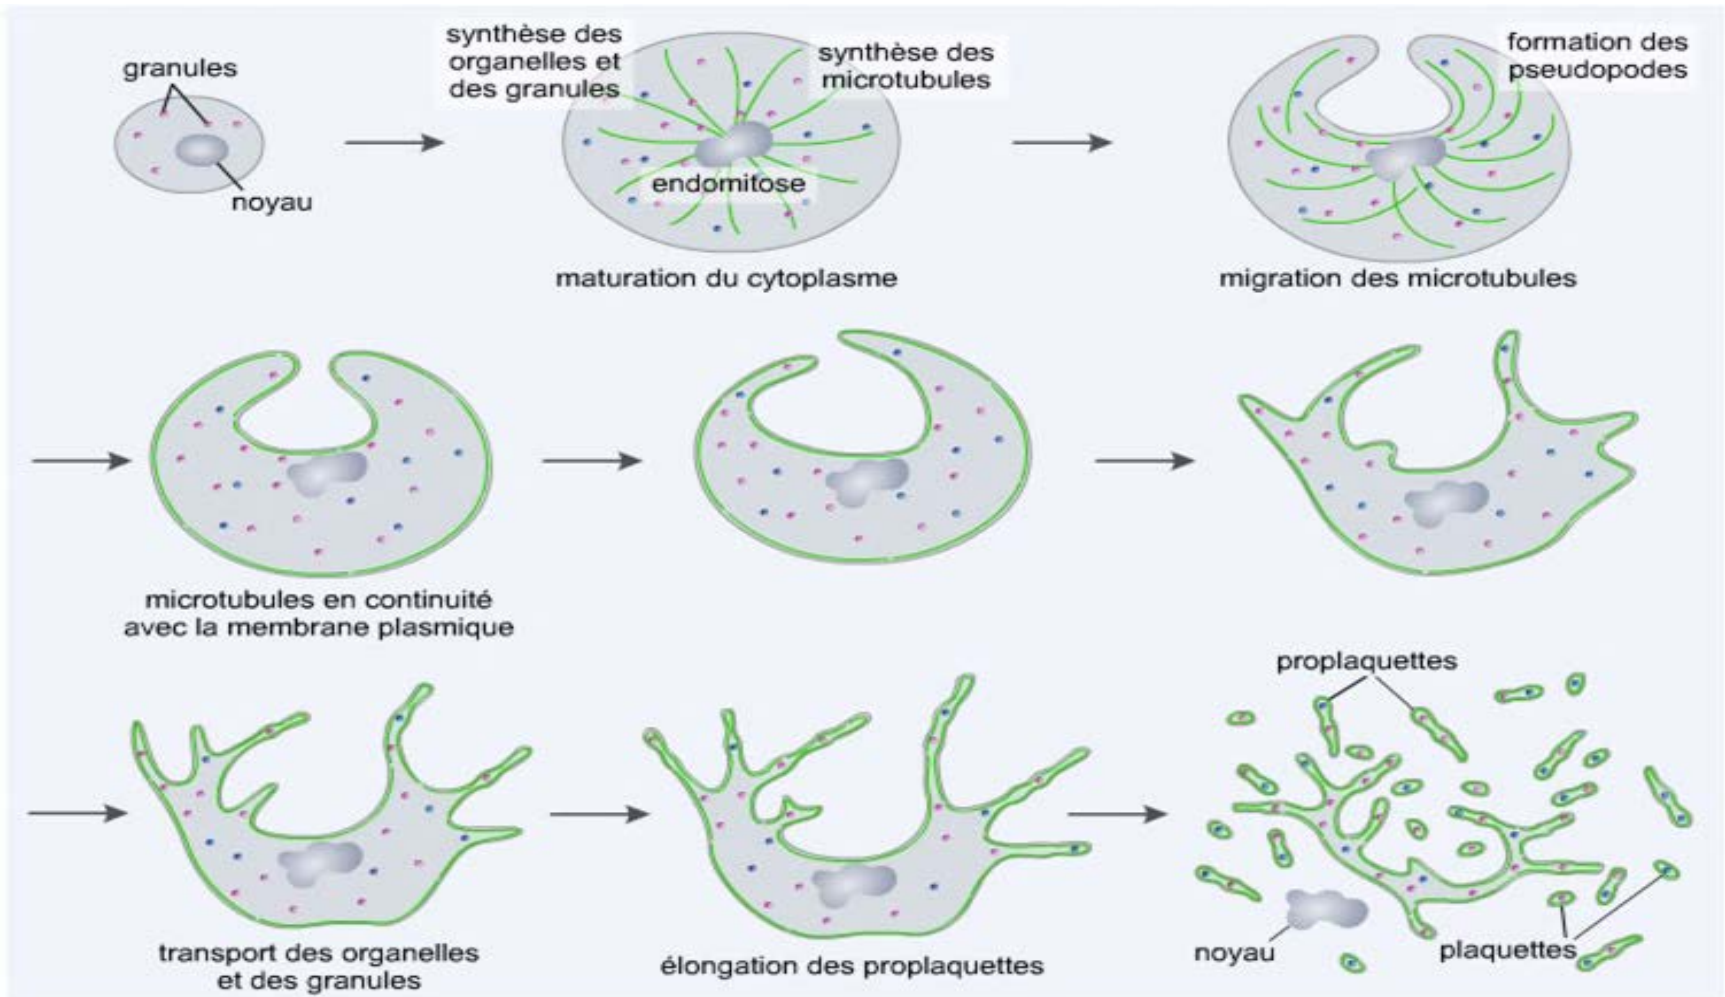 granules
noyau
synthèse des
organelles et
des granules
synthèse des
microtubules
endomitose
maturation du cytoplasme
formation des
pseudopodes
migration des microtubules
microtubules en continuité
avec la membrane plasmique
transport des organelles
et des granules
élongation des proplaquettes
proplaquettes
noyau
plaquettes